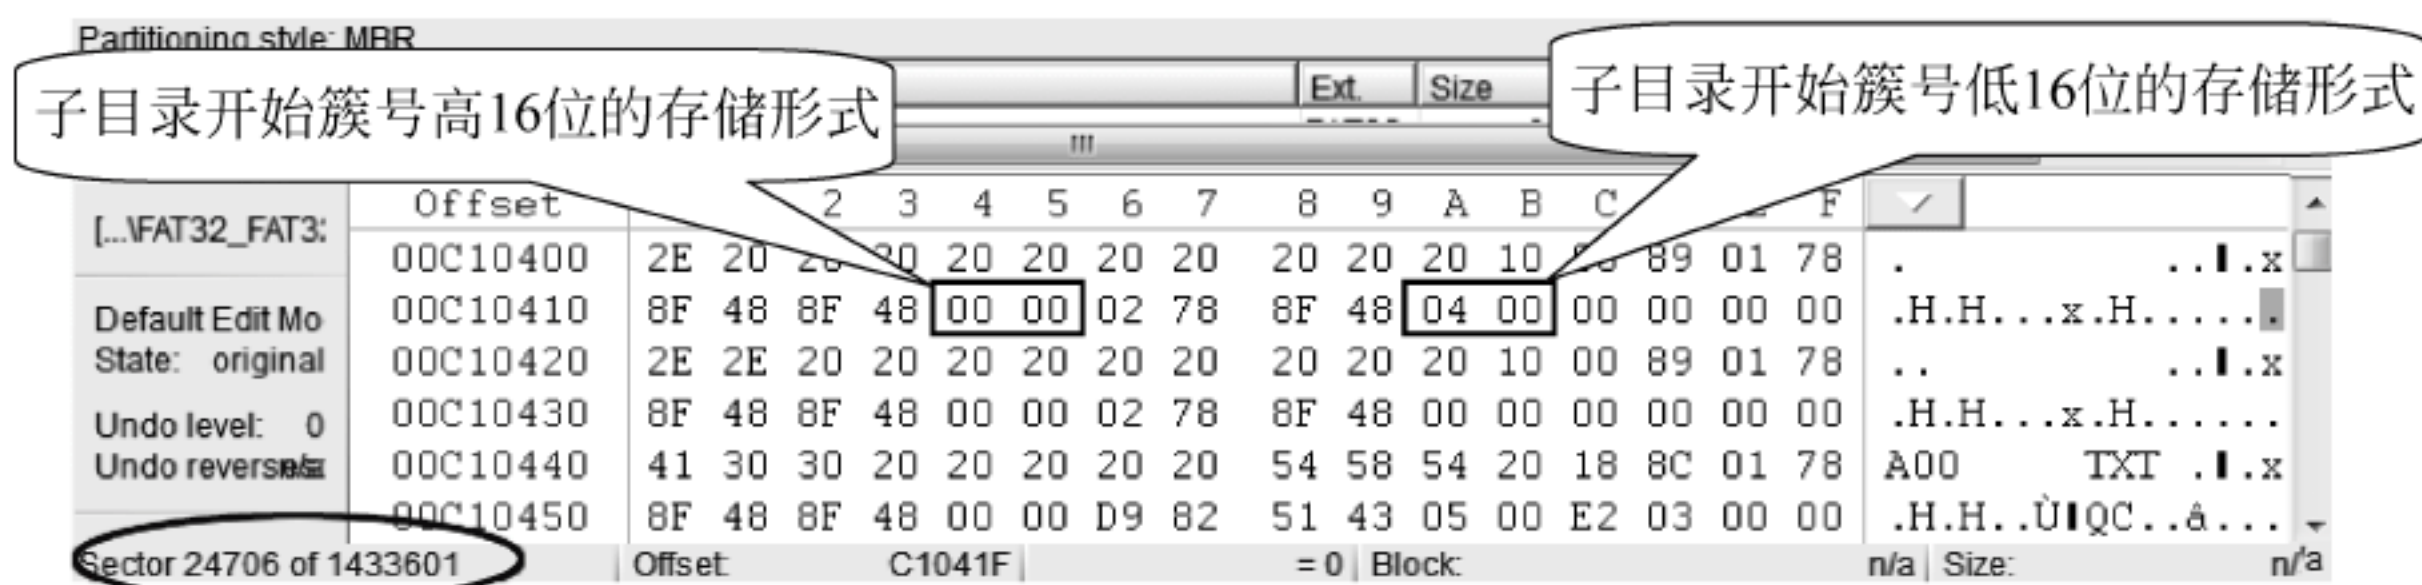 Partitioning style: MBR
子目录开始簇号高16位的存储形式
Ext. Size
子目录开始簇号低16位的存储形式
Offset 2 3 4 5 6 7 8 9 A B C F
[...\FAT32_FAT3:
00C10400 2E 20 20 20 20 20 20 20 20 20 20 10 89 01 78 . ..▮.x
00C10410 8F 48 8F 48 00 00 02 78 8F 48 04 00 00 00 00 00 .H.H...x.H......
Default Edit Mo
State: original
00C10420 2E 2E 20 20 20 20 20 20 20 20 20 10 00 89 01 78 .. ..▮.x
00C10430 8F 48 8F 48 00 00 02 78 8F 48 00 00 00 00 00 00 .H.H...x.H......
Undo level: 0
00C10440 41 30 30 20 20 20 20 20 54 58 54 20 18 8C 01 78 A00 TXT .▮.x
Undo reverses: n/a
00C10450 8F 48 8F 48 00 00 D9 82 51 43 05 00 E2 03 00 00 .H.H..Ù▮QC..â...
Sector 24706 of 1433601 Offset: C1041F = 0 Block: n/a Size: n/a